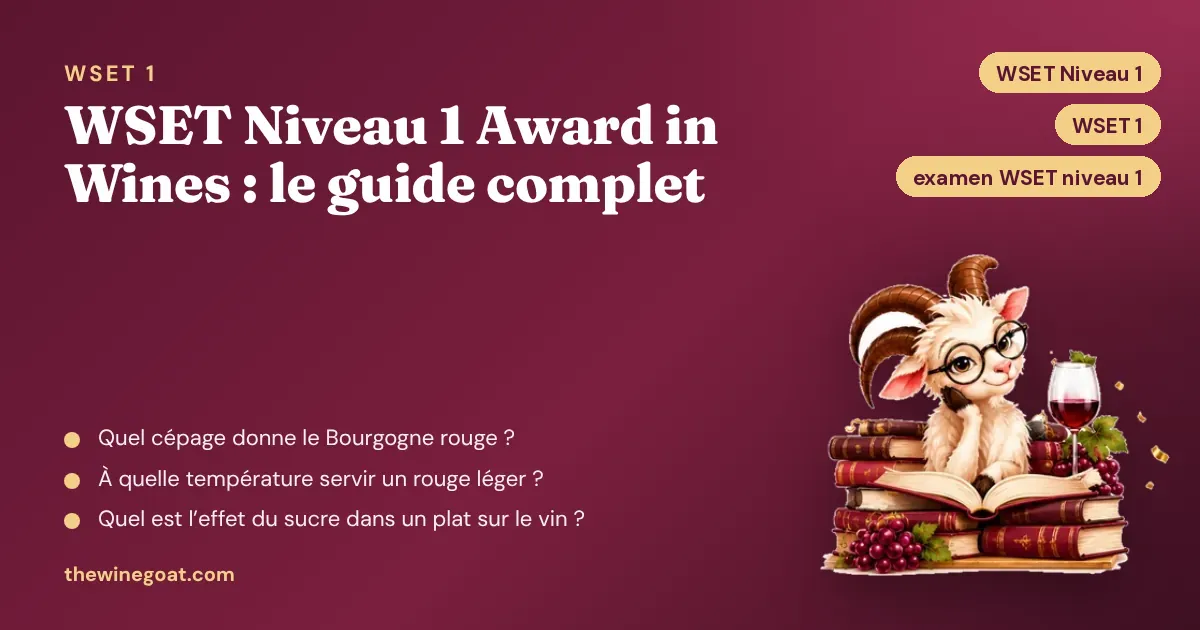 WSET 1
WSET Niveau 1 Award in
Wines : le guide complet
WSET Niveau 1
WSET 1
examen WSET niveau 1
Quel cépage donne le Bourgogne rouge ?
À quelle température servir un rouge léger ?
Quel est l’effet du sucre dans un plat sur le vin ?
thewinegoat.com